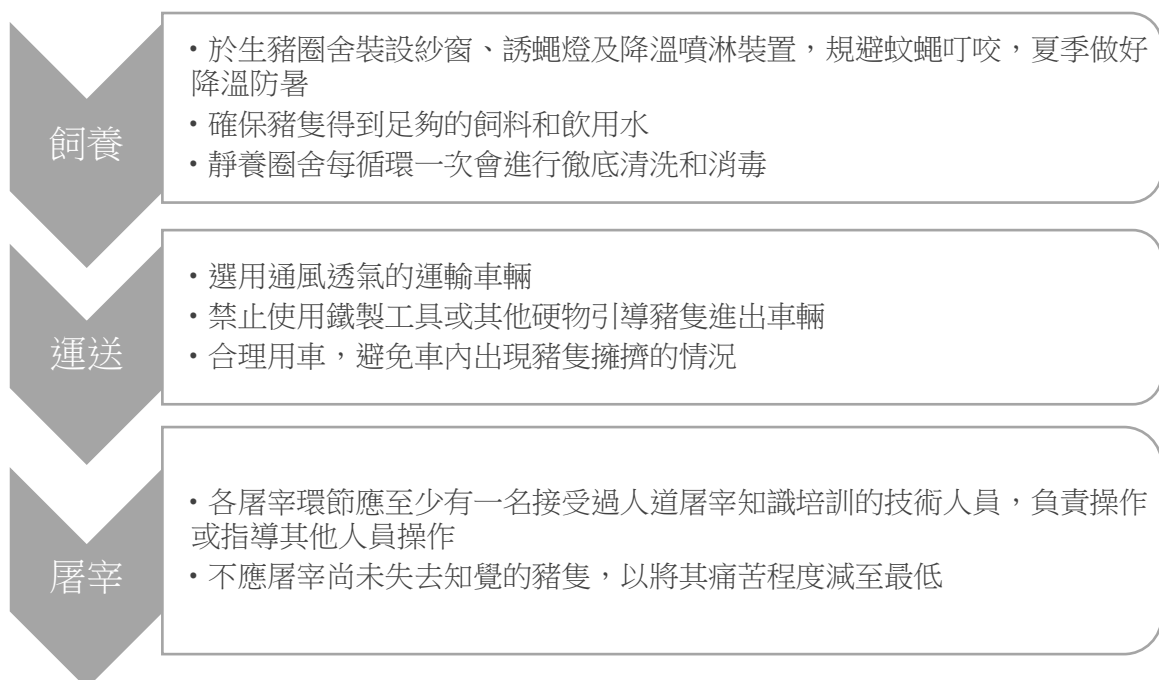 飼養
• 於生豬圈舍裝設紗窗、誘蠅燈及降溫噴淋裝置，規避蚊蠅叮咬，夏季做好
降溫防暑
• 確保豬隻得到足夠的飼料和飲用水
• 靜養圈舍每循環一次會進行徹底清洗和消毒
運送
• 選用通風透氣的運輸車輛
• 禁止使用鐵製工具或其他硬物引導豬隻進出車輛
• 合理用車，避免車內出現豬隻擁擠的情況
屠宰
• 各屠宰環節應至少有一名接受過人道屠宰知識培訓的技術人員，負責操作
或指導其他人員操作
• 不應屠宰尚未失去知覺的豬隻，以將其痛苦程度減至最低